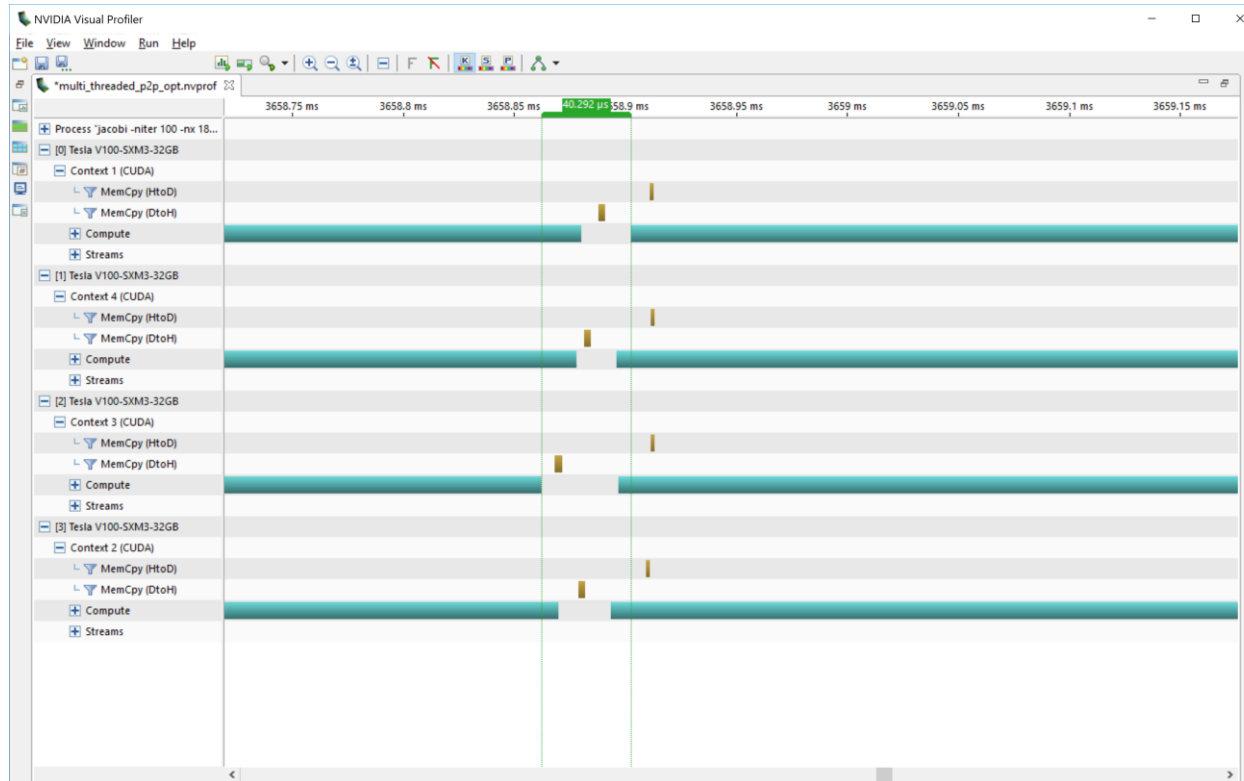 NVIDIA Visual Profiler
File View Window Run Help
*multi_threaded_p2p_opt.nvprof
3658.75 ms 3658.8 ms 3658.85 ms 40.292 μs 58.9 ms 3658.95 ms 3659 ms 3659.05 ms 3659.1 ms 3659.15 ms
Process "jacobi -niter 100 -nx 18...
[0] Tesla V100-SXM3-32GB
Context 1 (CUDA)
MemCpy (HtoD)
MemCpy (DtoH)
Compute
Streams
[1] Tesla V100-SXM3-32GB
Context 4 (CUDA)
MemCpy (HtoD)
MemCpy (DtoH)
Compute
Streams
[2] Tesla V100-SXM3-32GB
Context 3 (CUDA)
MemCpy (HtoD)
MemCpy (DtoH)
Compute
Streams
[3] Tesla V100-SXM3-32GB
Context 2 (CUDA)
MemCpy (HtoD)
MemCpy (DtoH)
Compute
Streams